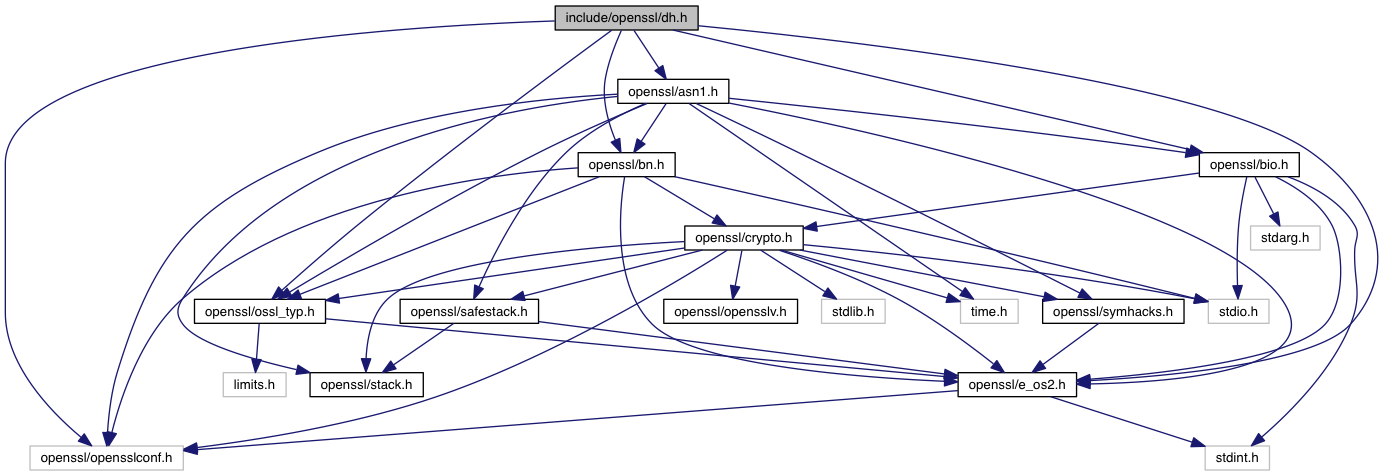 include/openssl/dh.h
openssl/asn1.h
openssl/bn.h
openssl/bio.h
openssl/crypto.h
stdarg.h
openssl/ossl_typ.h
openssl/safestack.h
openssl/opensslv.h
stdlib.h
time.h
openssl/symhacks.h
stdio.h
limits.h
openssl/stack.h
openssl/e_os2.h
openssl/opensslconf.h
stdint.h